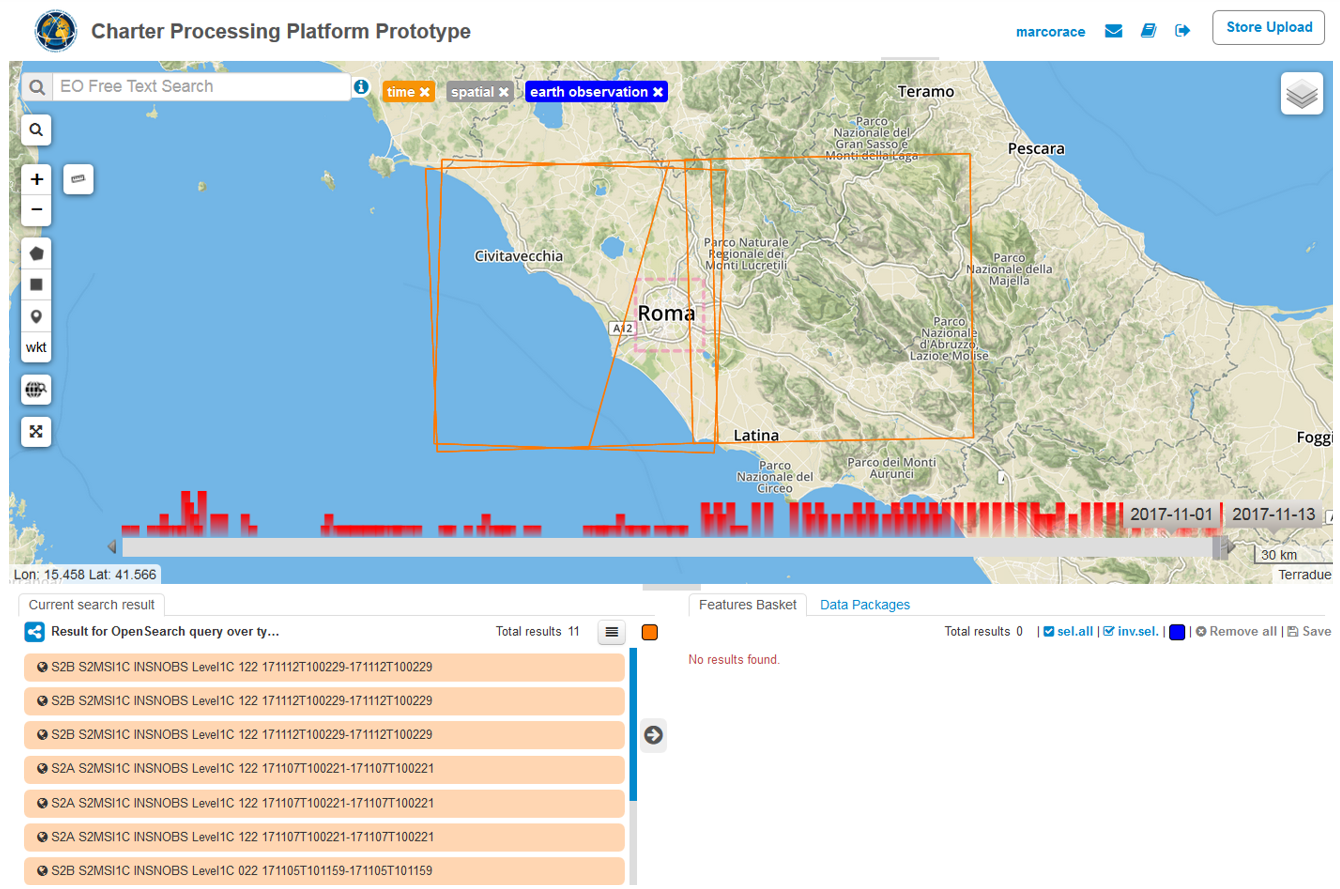 Charter Processing Platform Prototype
marcorace
Store Upload
EO Free Text Search
time
spatial
earth observation
Teramo
Parco
Nazionale del
Gran Sasso e
Monti della Laga
Pescara
Civitavecchia
Parco Naturale
Regionale dei
Monti Lucretili
Parco
Nazionale della
Majella
Roma
A12
Parco
Nazionale
d'Abruzzo,
Lazio e Molise
wkt
Latina
Foggi
Parco
Nazionale del
Circeo
Parco dei Monti
Aurunci
2017-11-01
2017-11-13
30 km
Lon: 15.458 Lat: 41.566
Terradue
Current search result
Features Basket
Data Packages
Result for OpenSearch query over ty...
Total results 11
Total results 0 | sel.all | inv.sel. | | Remove all | Save
No results found.
S2B S2MSI1C INSNOBS Level1C 122 171112T100229-171112T100229
S2B S2MSI1C INSNOBS Level1C 122 171112T100229-171112T100229
S2B S2MSI1C INSNOBS Level1C 122 171112T100229-171112T100229
S2A S2MSI1C INSNOBS Level1C 122 171107T100221-171107T100221
S2A S2MSI1C INSNOBS Level1C 122 171107T100221-171107T100221
S2A S2MSI1C INSNOBS Level1C 122 171107T100221-171107T100221
S2B S2MSI1C INSNOBS Level1C 022 171105T101159-171105T101159